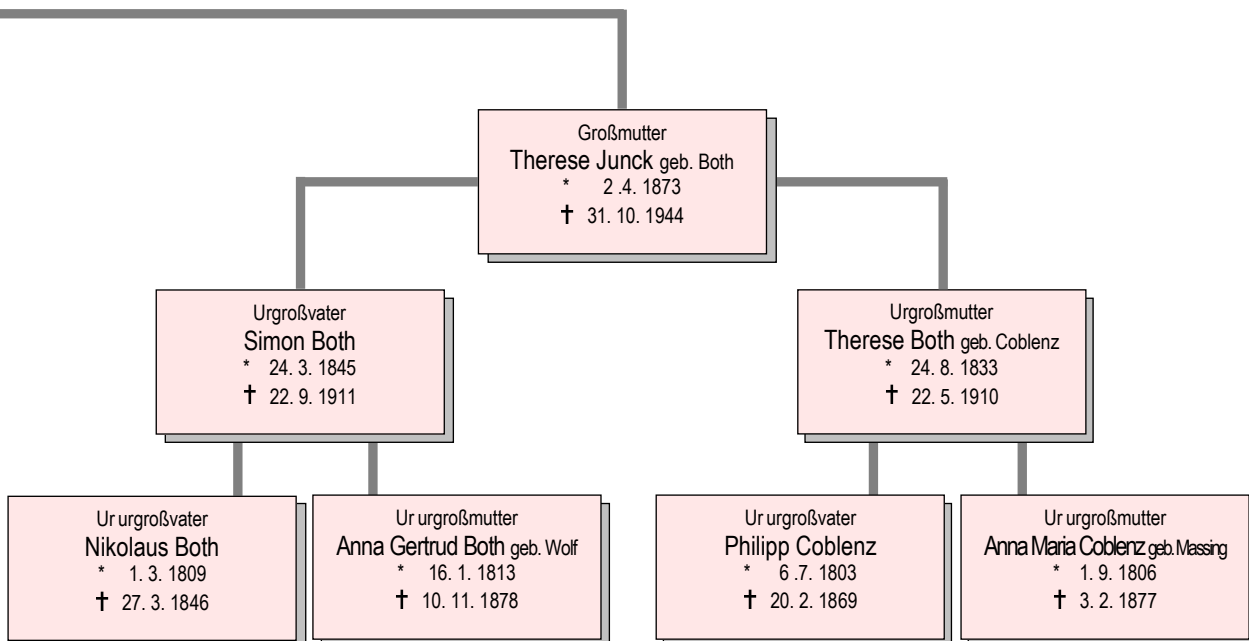 Großmutter
Therese Junck geb. Both
* 2 .4. 1873
† 31. 10. 1944
Urgroßvater
Simon Both
* 24. 3. 1845
† 22. 9. 1911
Urgroßmutter
Therese Both geb. Coblenz
* 24. 8. 1833
† 22. 5. 1910
Ur urgroßvater
Nikolaus Both
* 1. 3. 1809
† 27. 3. 1846
Ur urgroßmutter
Anna Gertrud Both geb. Wolf
* 16. 1. 1813
† 10. 11. 1878
Ur urgroßvater
Philipp Coblenz
* 6 .7. 1803
† 20. 2. 1869
Ur urgroßmutter
Anna Maria Coblenz geb. Massing
* 1. 9. 1806
† 3. 2. 1877